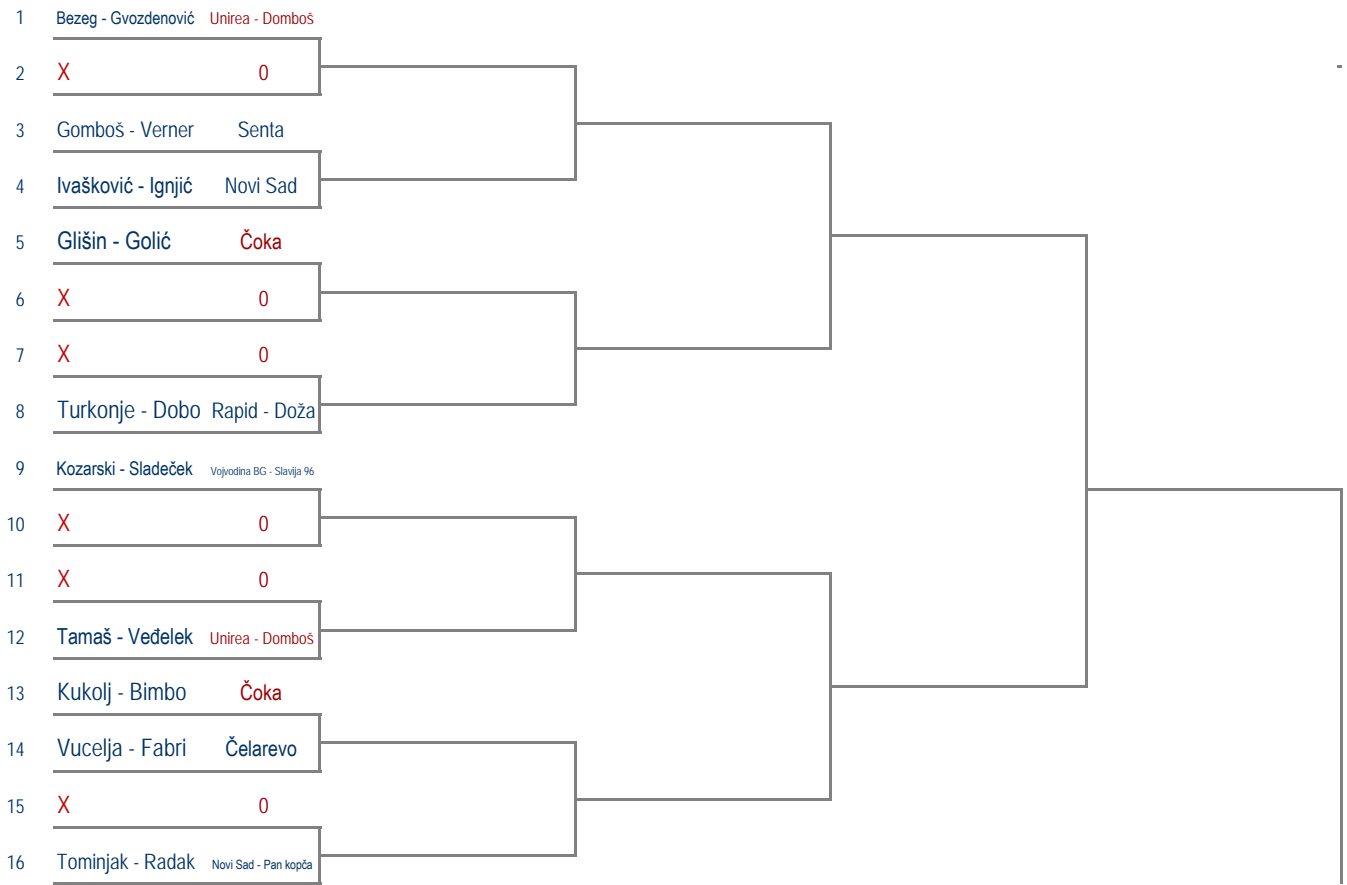 1 Bezeg - Gvozdenović Unirea - Domboš
2 X 0
3 Gomboš - Verner Senta
4 Ivašković - Ignjić Novi Sad
5 Glišin - Golić Čoka
6 X 0
7 X 0
8 Turkonje - Dobo Rapid - Doža
9 Kozarski - Sladeček Vojvodina BG - Slavija 96
10 X 0
11 X 0
12 Tamaš - Veđelek Unirea - Domboš
13 Kukolj - Bimbo Čoka
14 Vucelja - Fabri Čelarevo
15 X 0
16 Tominjak - Radak Novi Sad - Pan kopča